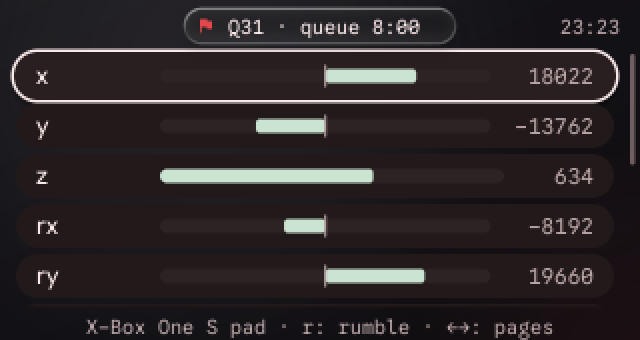 Q31 · queue 8:00
23:23
x 18022
y -13762
z 634
rx -8192
ry 19660
X-Box One S pad · r: rumble · ↔: pages